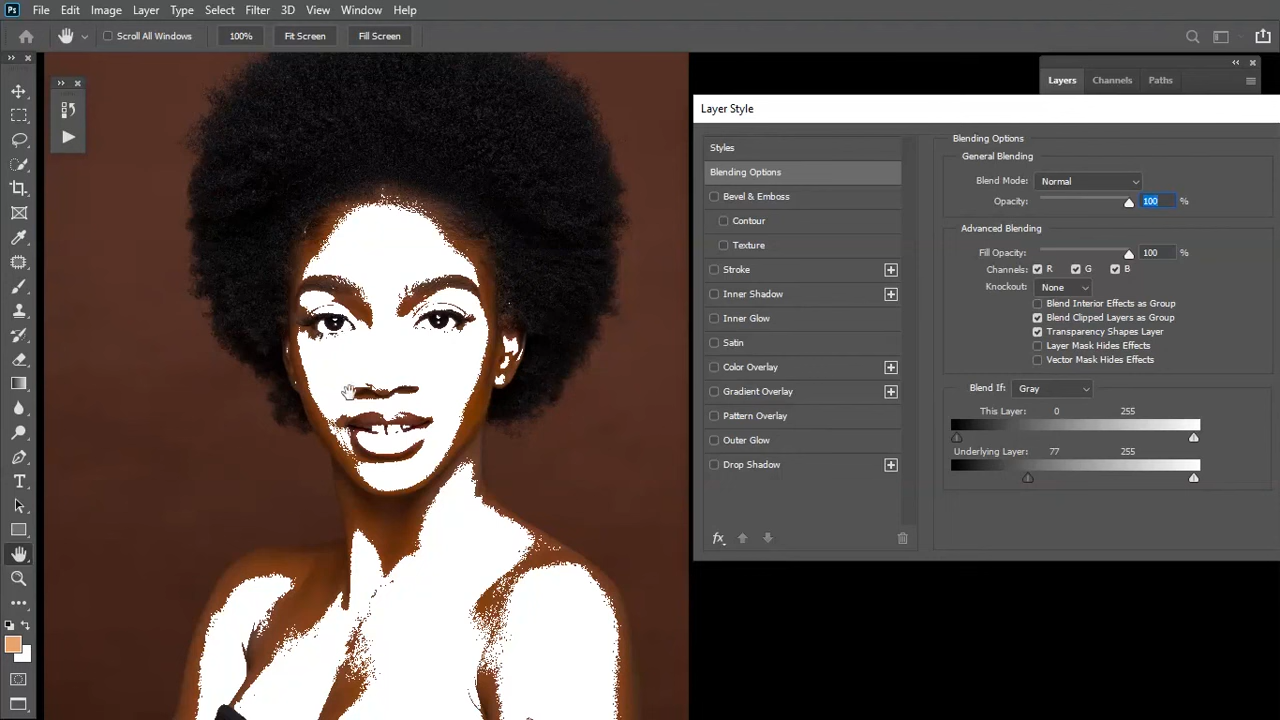 Ps File Edit Image Layer Type Select Filter 3D View Window Help
Scroll All Windows 100% Fit Screen Fill Screen
Layers Channels Paths
Layer Style
Styles
Blending Options
Bevel & Emboss
Contour
Texture
Stroke
Inner Shadow
Inner Glow
Satin
Color Overlay
Gradient Overlay
Pattern Overlay
Outer Glow
Drop Shadow
fx
Blending Options
General Blending
Blend Mode: Normal
Opacity: 100 %
Advanced Blending
Fill Opacity: 100 %
Channels: R G B
Knockout: None
Blend Interior Effects as Group
Blend Clipped Layers as Group
Transparency Shapes Layer
Layer Mask Hides Effects
Vector Mask Hides Effects
Blend If: Gray
This Layer: 0 255
Underlying Layer: 77 255